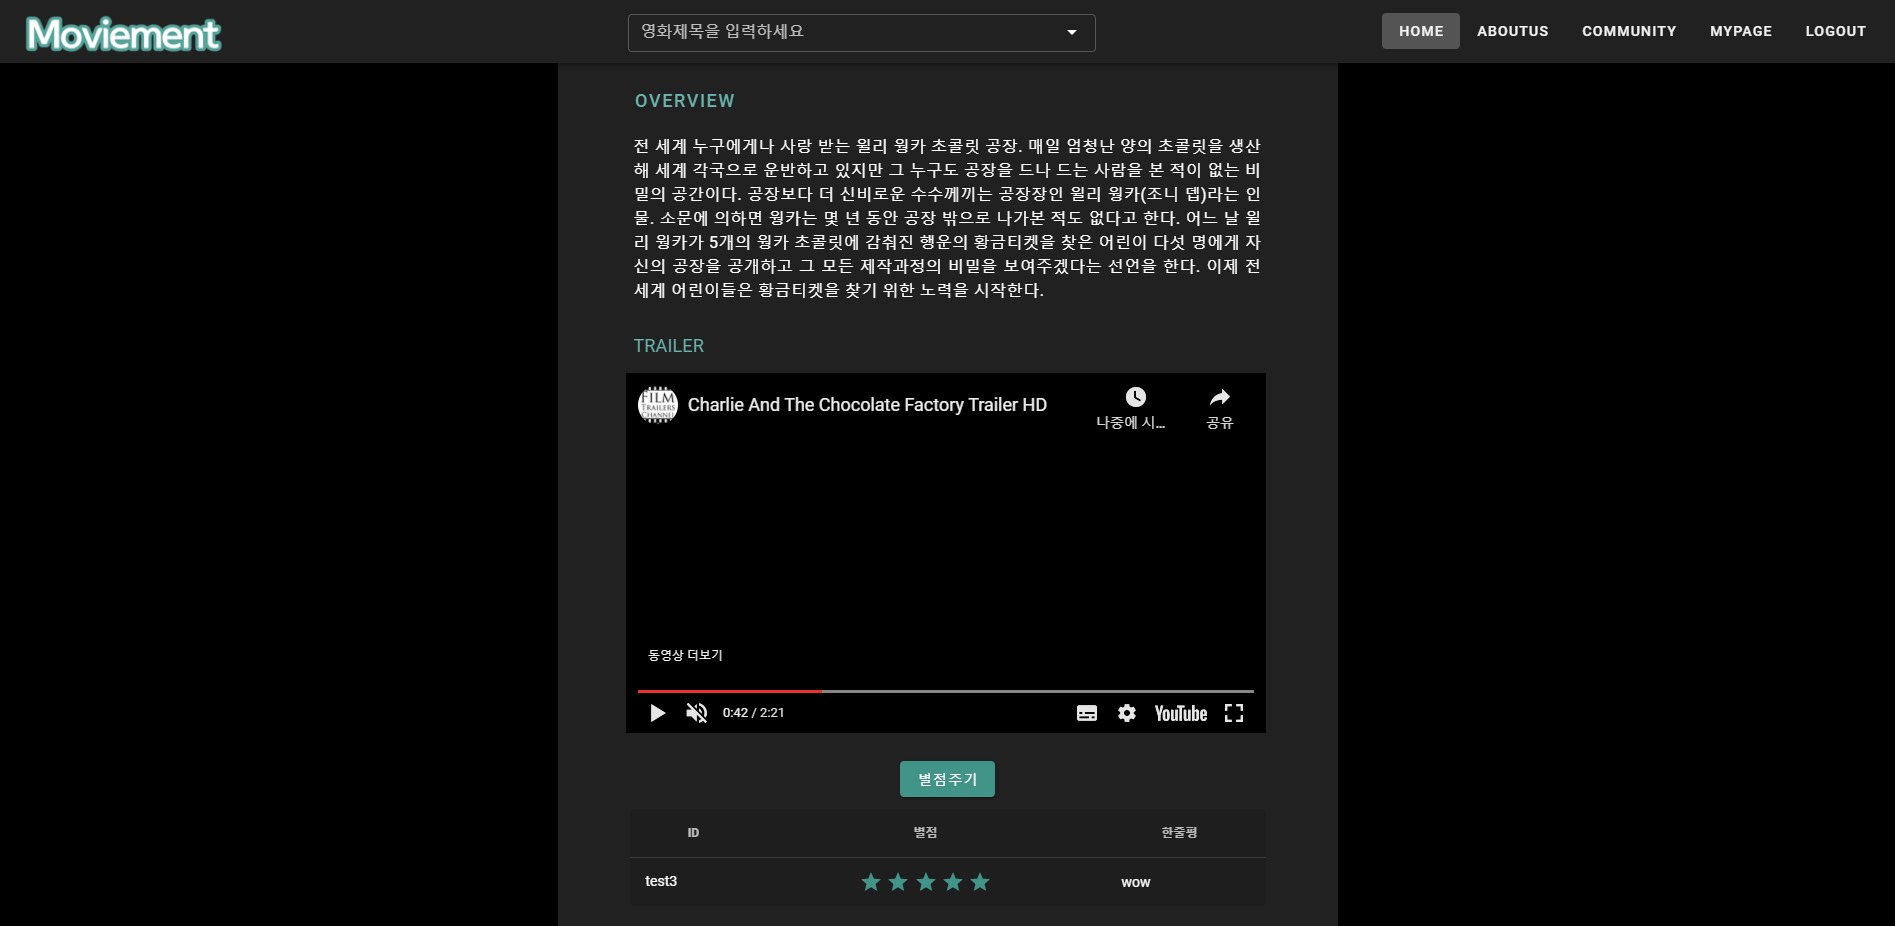 Moviement
영화제목을 입력하세요
HOME
ABOUTUS
COMMUNITY
MYPAGE
LOGOUT
OVERVIEW
전 세계 누구에게나 사랑 받는 윌리 웡카 초콜릿 공장. 매일 엄청난 양의 초콜릿을 생산
해 세계 각국으로 운반하고 있지만 그 누구도 공장을 드나 드는 사람을 본 적이 없는 비
밀의 공간이다. 공장보다 더 신비로운 수수께끼는 공장장인 윌리 웡카(조니 뎁)라는 인
물. 소문에 의하면 웡카는 몇 년 동안 공장 밖으로 나가본 적도 없다고 한다. 어느 날 윌
리 웡카가 5개의 웡카 초콜릿에 감춰진 행운의 황금티켓을 찾은 어린이 다섯 명에게 자
신의 공장을 공개하고 그 모든 제작과정의 비밀을 보여주겠다는 선언을 한다. 이제 전
세계 어린이들은 황금티켓을 찾기 위한 노력을 시작한다.
TRAILER
FILM
TRAILERS
CHANNEL
Charlie And The Chocolate Factory Trailer HD
나중에 시...
공유
동영상 더보기
0:42 / 2:21
YouTube
별점주기
ID
별점
한줄평
test3
wow